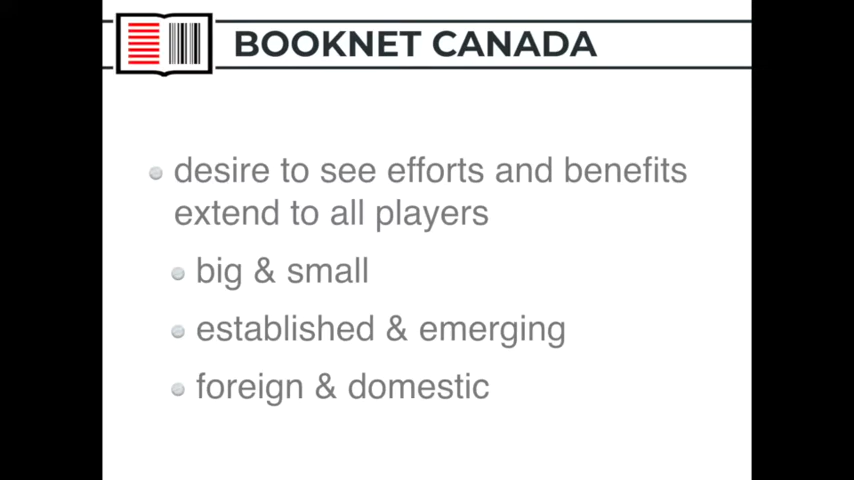 BOOKNET CANADA
desire to see efforts and benefits
extend to all players
big & small
established & emerging
foreign & domestic